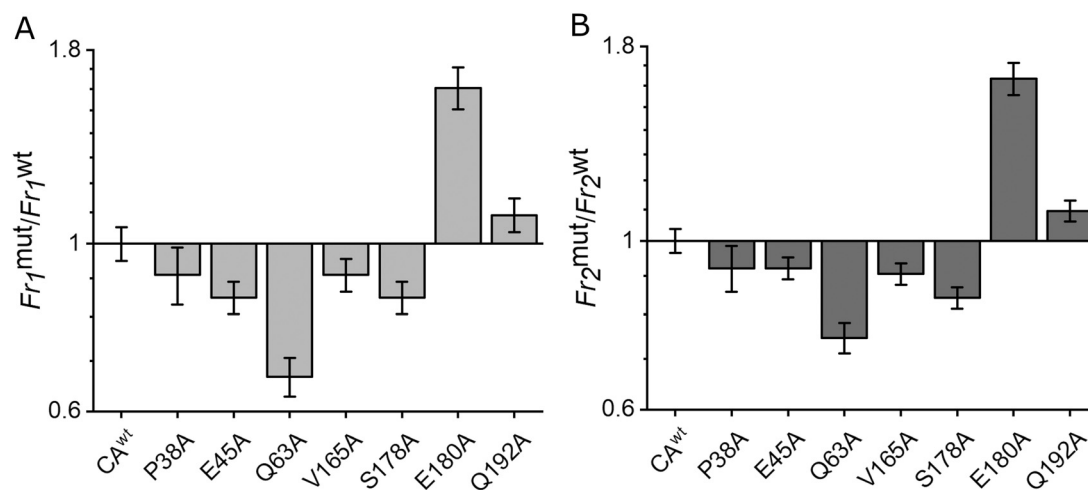 A
1.8
1
0.6
Fr1mut/Fr1wt
CAwt
P38A
E45A
Q63A
V165A
S178A
E180A
Q192A
B
1.8
1
0.6
Fr2mut/Fr2wt
CAwt
P38A
E45A
Q63A
V165A
S178A
E180A
Q192A